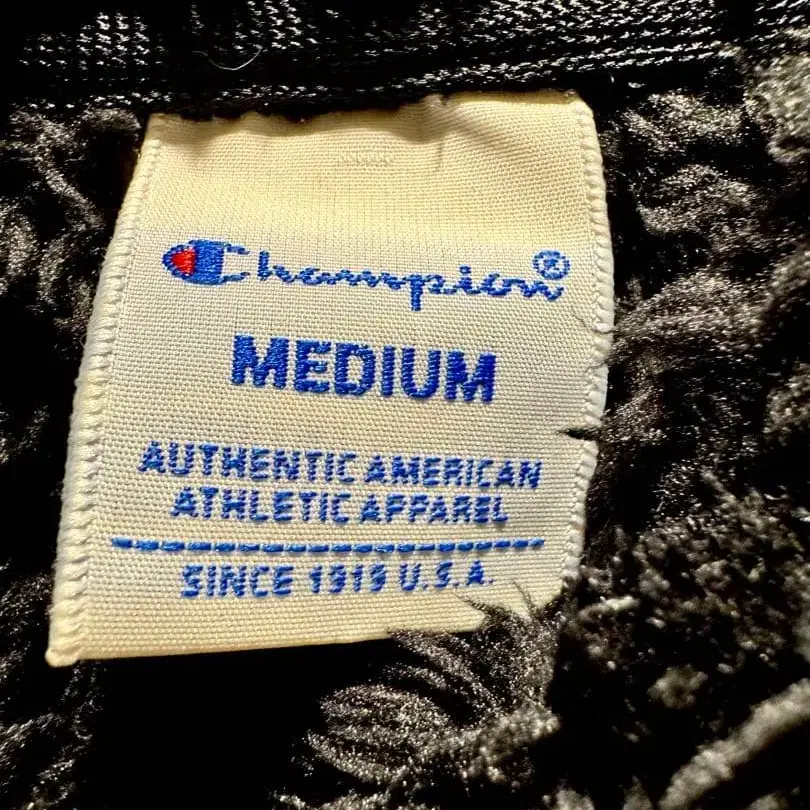 Champion®
MEDIUM
AUTHENTIC AMERICAN
ATHLETIC APPAREL
SINCE 1919 U.S.A.